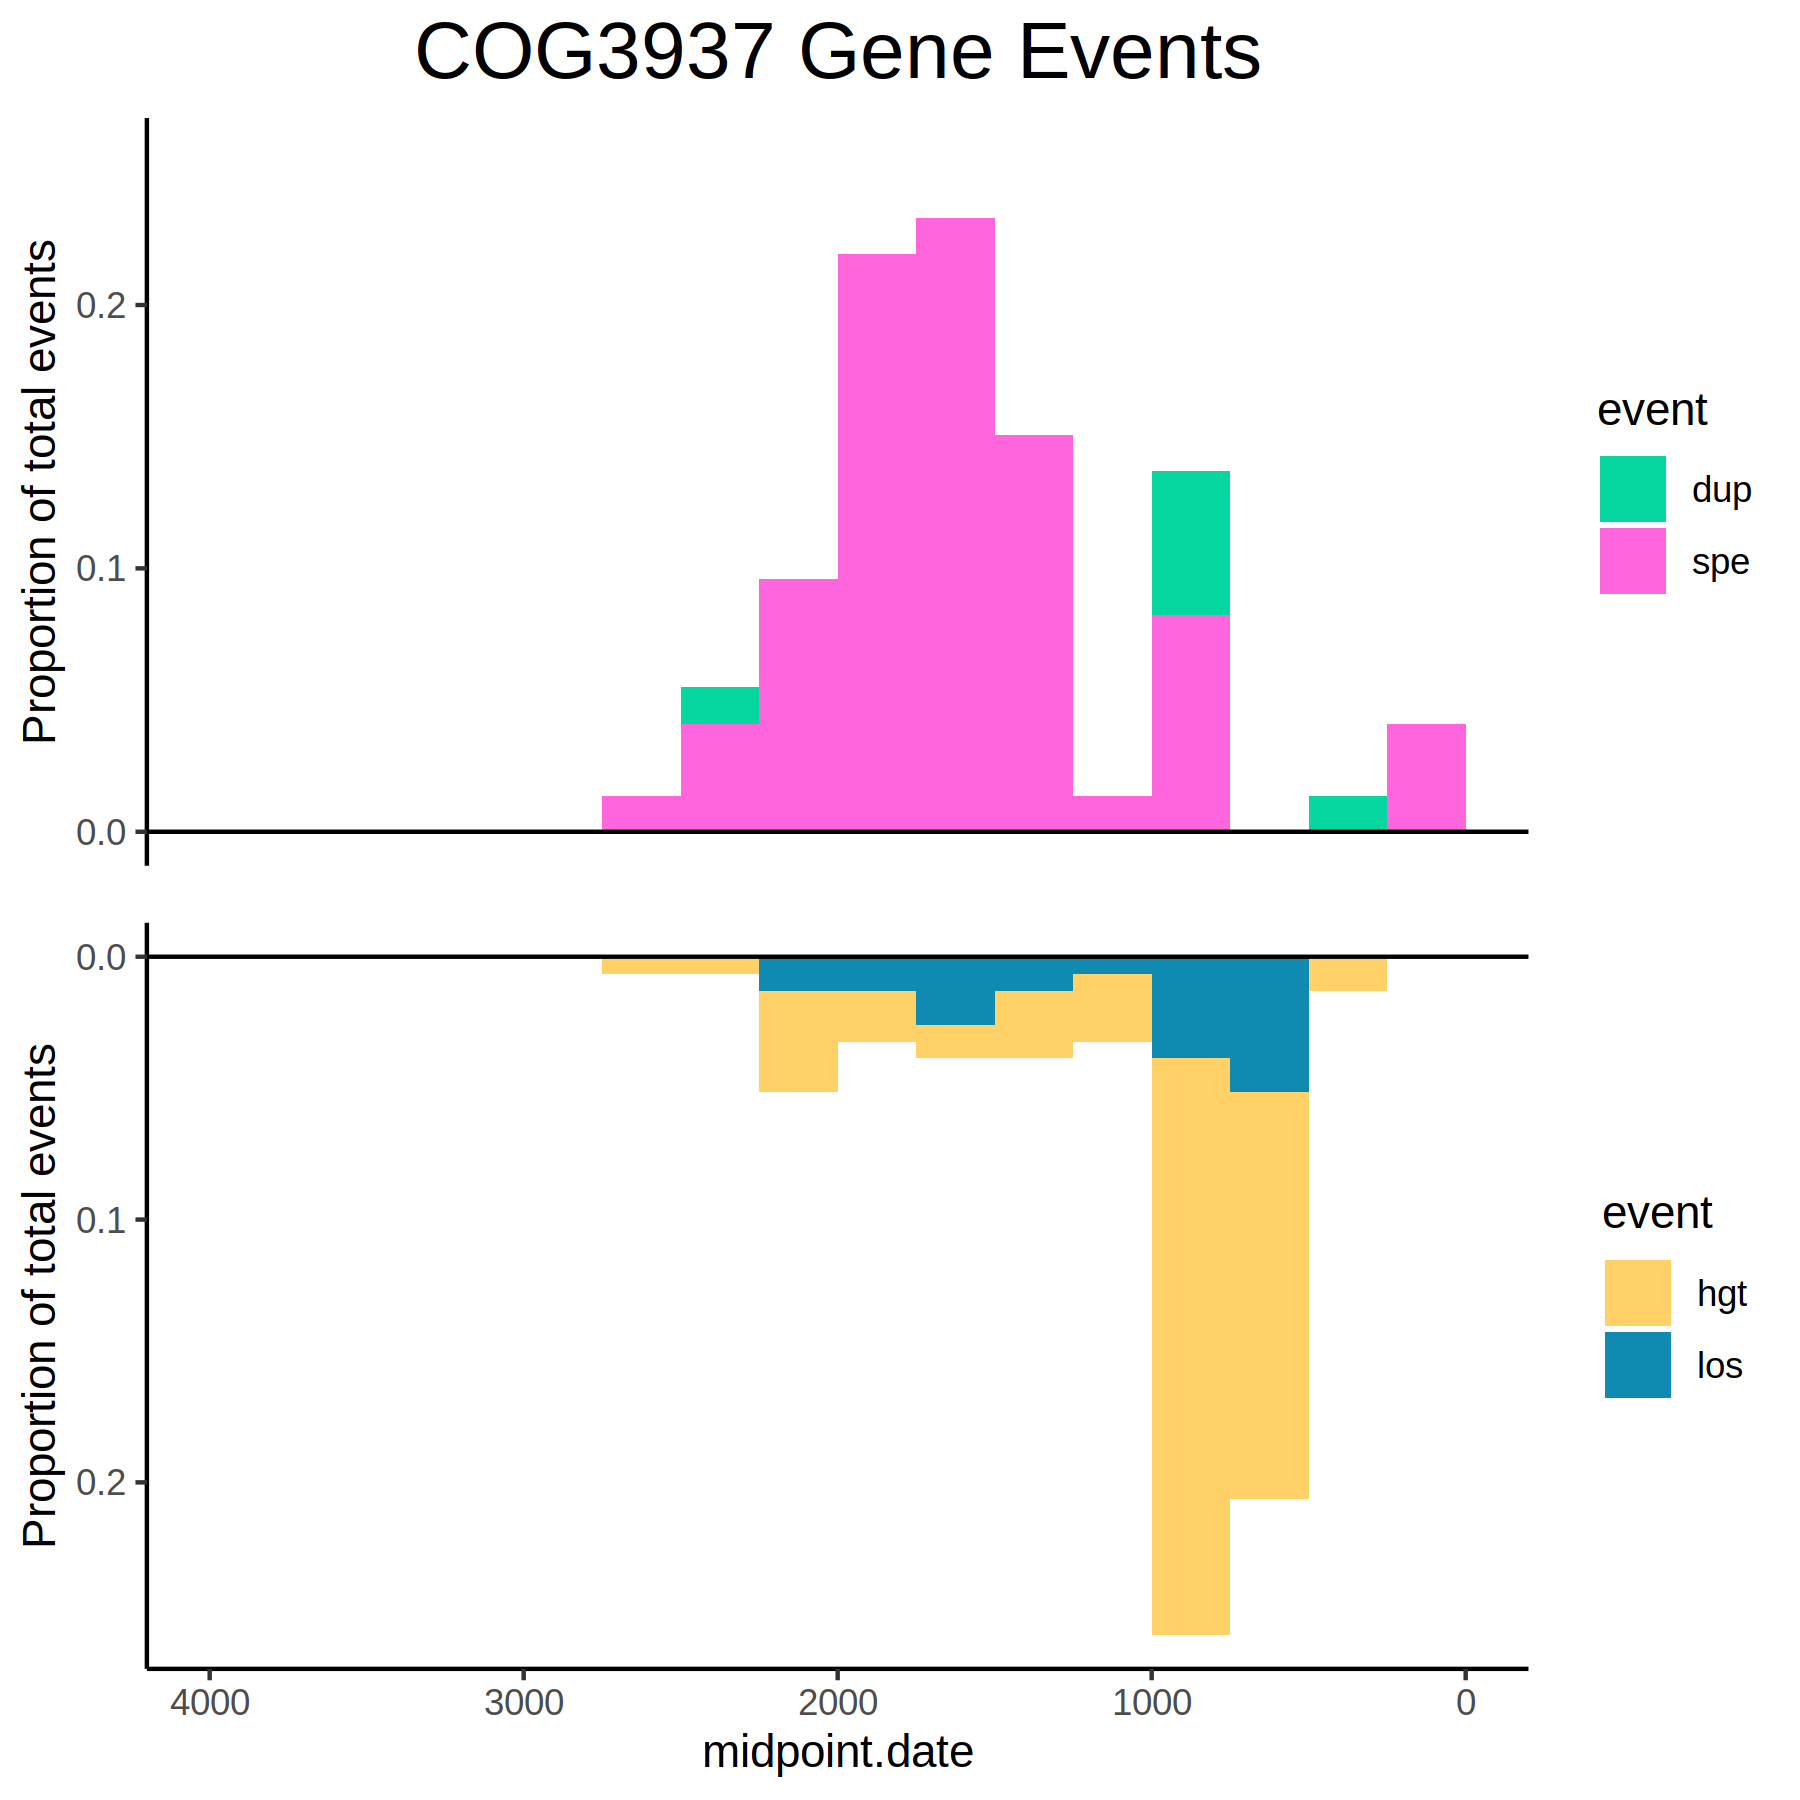 COG3937 Gene Events
Proportion of total events
0.2
0.1
0.0
event
dup
spe
Proportion of total events
0.0
0.1
0.2
event
hgt
los
4000 3000 2000 1000 0
midpoint.date